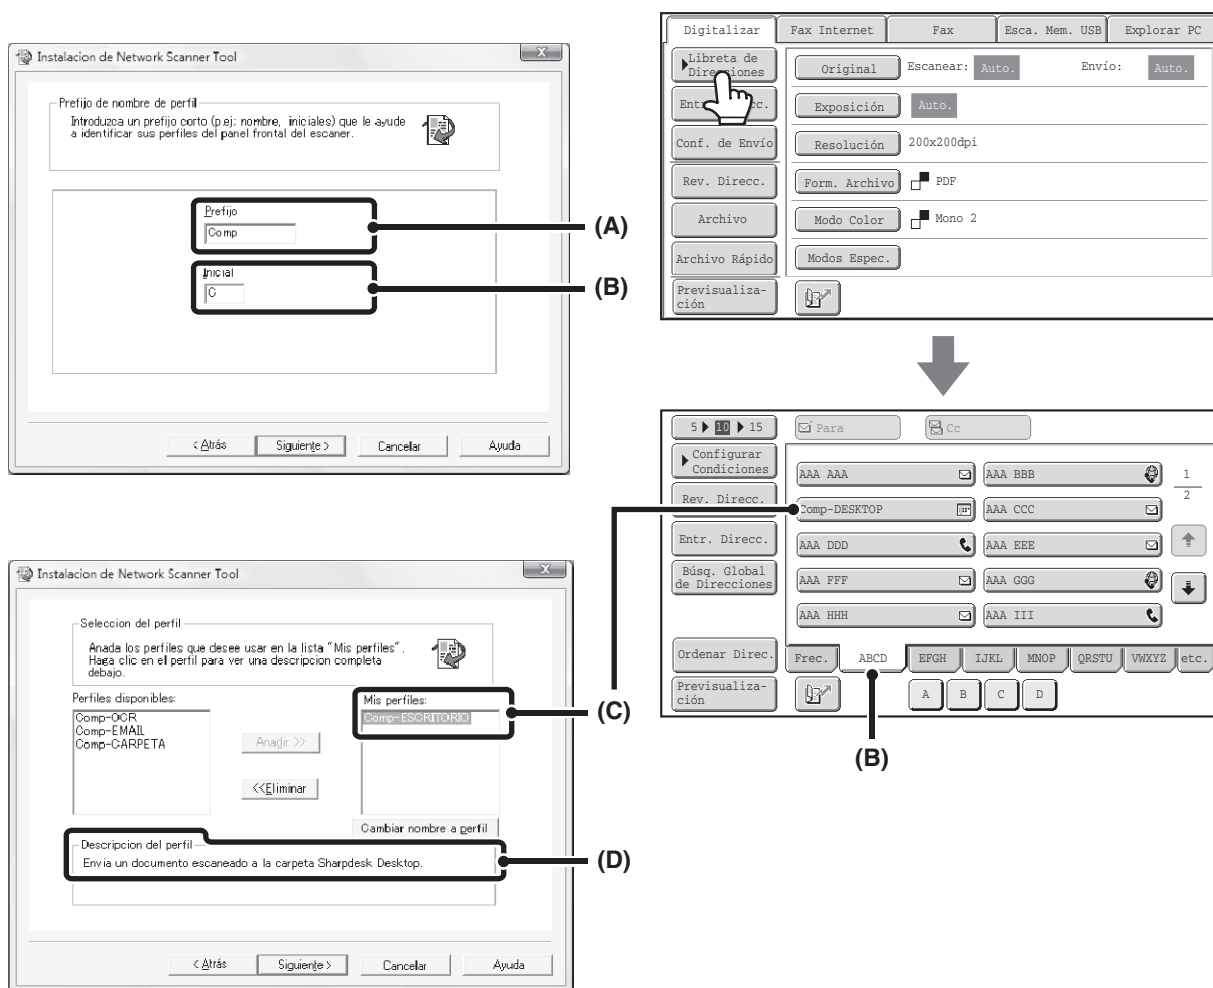 Instalacion de Network Scanner Tool
Prefijo de nombre de perfil
Introduzca un prefijo corto (p.ej; nombre, iniciales) que le ayude
a identificar sus perfiles del panel frontal del escaner.
Prefijo
Comp
(A)
Inicial
C
(B)
< Atrás Siguiente > Cancelar Ayuda
Instalacion de Network Scanner Tool
Seleccion del perfil
Anada los perfiles que desee usar en la lista "Mis perfiles".
Haga clic en el perfil para ver una descripcion completa
debajo.
Perfiles disponibles:
Comp-OCR
Comp-EMAIL
Comp-CARPETA
Anadir >>
<<Eliminar
Mis perfiles:
Comp-ESCRITORIO
(C)
Cambiar nombre a perfil
Descripcion del perfil
Envia un documento escaneado a la carpeta Sharpdesk Desktop.
(D)
< Atrás Siguiente > Cancelar Ayuda
Digitalizar Fax Internet Fax Esca. Mem. USB Explorar PC
Libreta de
Direcciones
Original Escanear: Auto. Envío: Auto.
Exposición Auto.
Conf. de Envío
Resolución 200x200dpi
Rev. Direcc.
Form. Archivo PDF
Archivo
Modo Color Mono 2
Archivo Rápido
Modos Espec.
Previsualiza-
ción
5 10 15
Para Cc
Configurar
Condiciones
Rev. Direcc.
Entr. Direcc.
Búsq. Global
de Direcciones
Ordenar Direc.
Previsualiza-
ción
AAA AAA AAA BBB
Comp-DESKTOP AAA CCC
AAA DDD AAA EEE
AAA FFF AAA GGG
AAA HHH AAA III
1
2
Frec. ABCD EFGH IJKL MNOP QRSTU VWXYZ etc.
A B C D
(B)